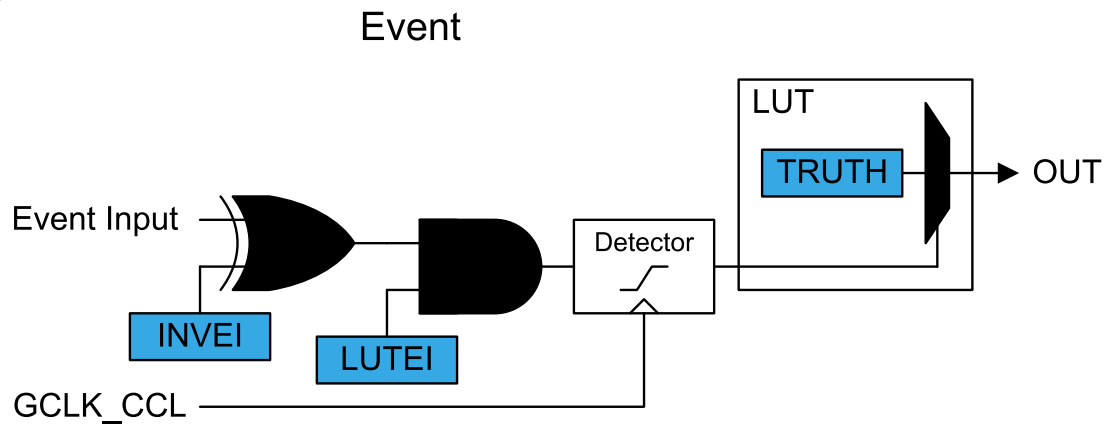 Event
LUT
TRUTH
OUT
Event Input
Detector
INVEI
LUTEI
GCLK_CCL